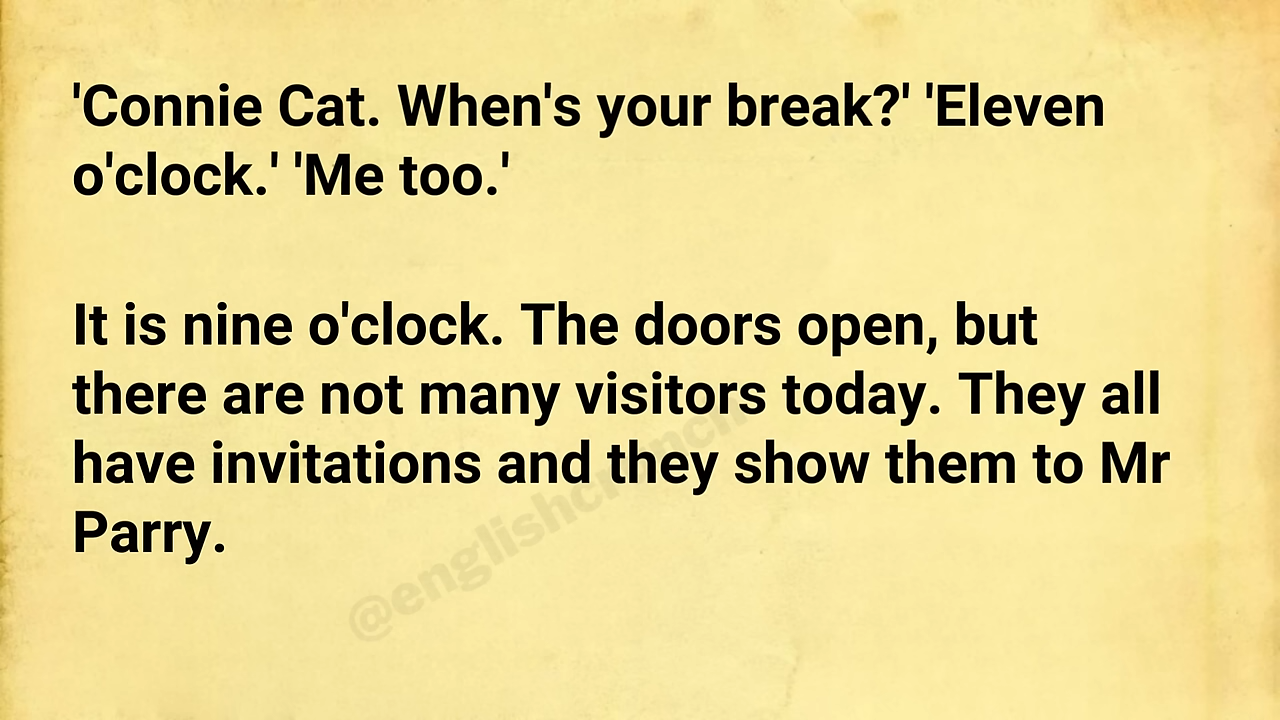 'Connie Cat. When's your break?' 'Eleven
o'clock.' 'Me too.'
It is nine o'clock. The doors open, but
there are not many visitors today. They all
have invitations and they show them to Mr
Parry.